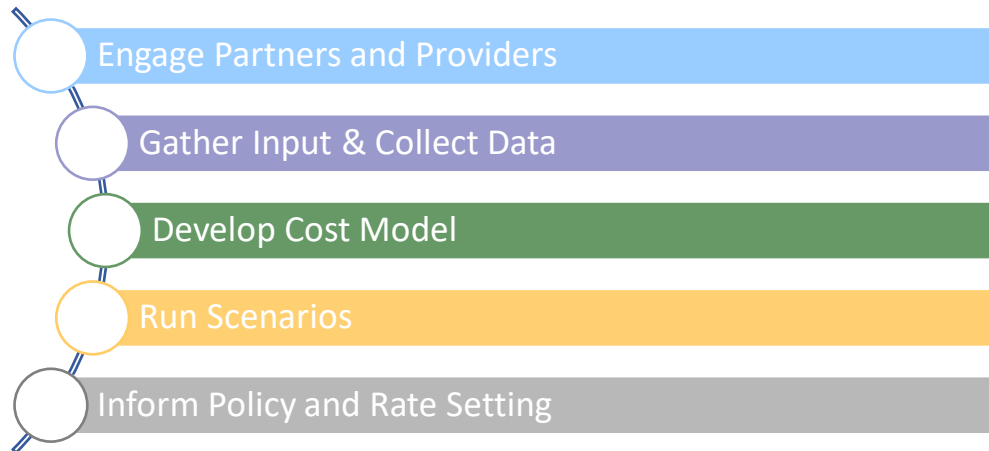 Engage Partners and Providers
Gather Input & Collect Data
Develop Cost Model
Run Scenarios
Inform Policy and Rate Setting